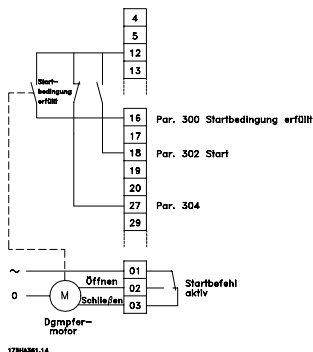 4
5
12
13
Start-
bedingung
erfüllt
16 Par. 300 Startbedingung erfüllt
17
18 Par. 302 Start
19
20
27 Par. 304
29
~ 01
Öffnen
0 M 02 Startbefehl
aktiv
Schließen 03
Dgmpfer-
motor
175HA361.14